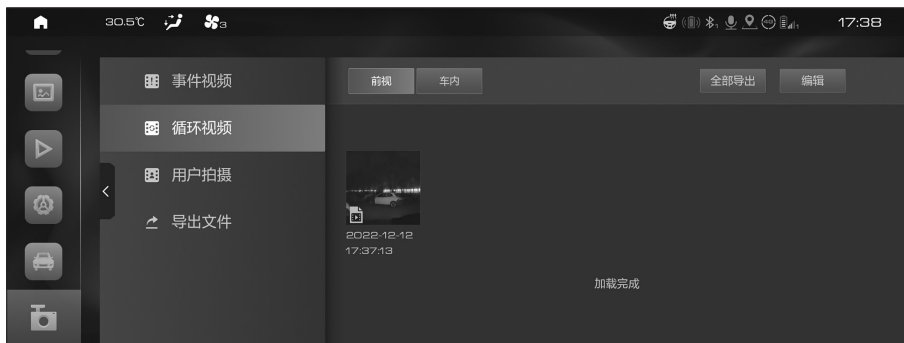 30.5℃ 3 17:38
事件视频
前视 车内 全部导出 编辑
循环视频
用户拍摄
导出文件
2022-12-12
17:37:13
加载完成